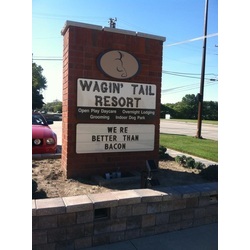 WAGIN' TAIL
RESORT
Open Play Daycare Overnight Lodging
Grooming Indoor Dog Park
WE RE
BETTER THAN
BACON